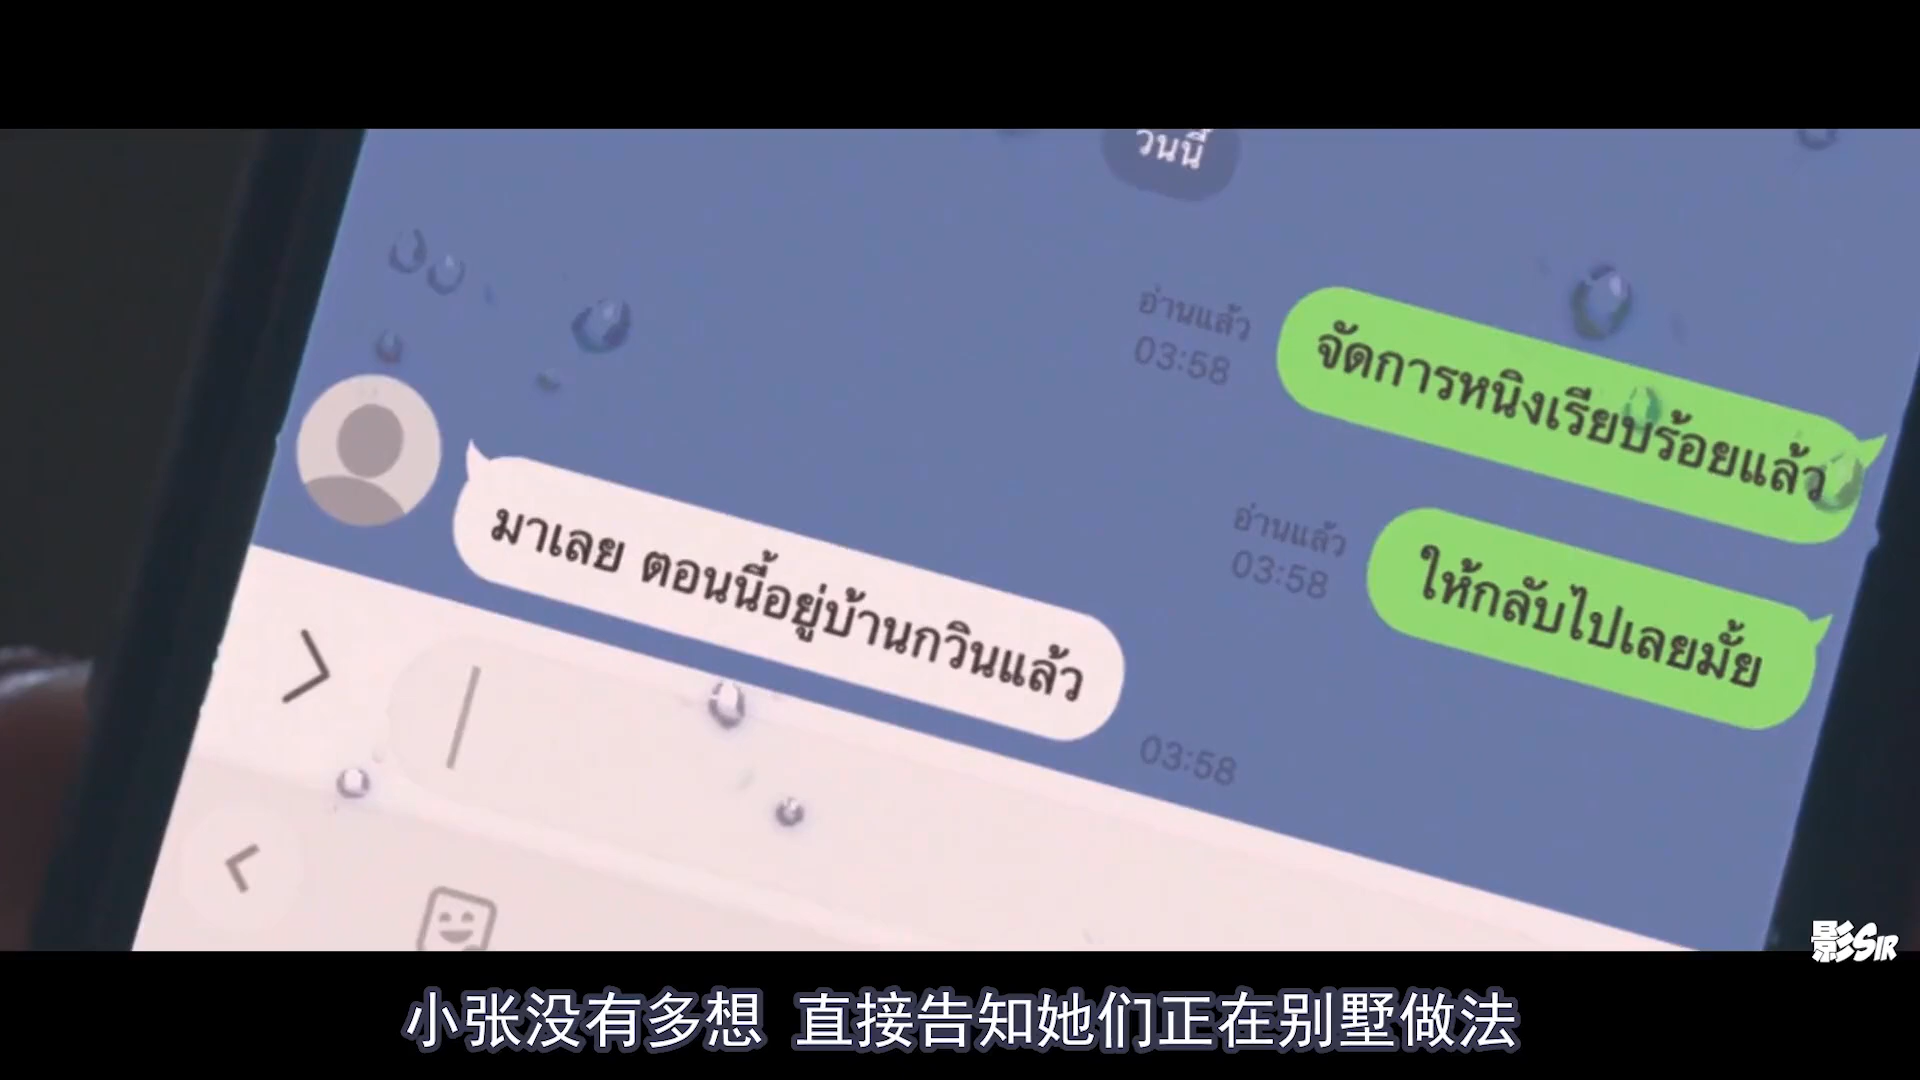 วันนี้
อ่านแล้ว
03:58
จัดการหนิงเรียบร้อยแล้ว
อ่านแล้ว
03:58
ให้กลับไปเลยมั้ย
มาเลย ตอนนี้อยู่บ้านกวินแล้ว
03:58
影SIR
小张没有多想 直接告知她们正在别墅做法